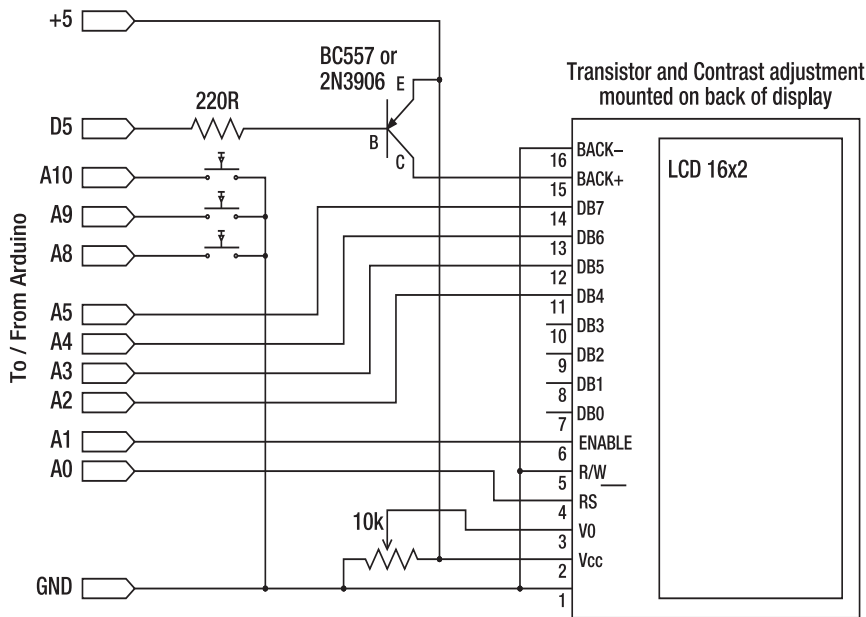 +5
BC557 or
2N3906
E
B
C
Transistor and Contrast adjustment
mounted on back of display
220R
D5
A10
A9
A8
A5
A4
A3
A2
A1
A0
GND
To / From Arduino
10k
LCD 16x2
BACK–
16
BACK+
15
DB7
14
DB6
13
DB5
12
DB4
11
DB3
10
DB2
9
DB1
8
DB0
7
ENABLE
6
R/W
5
RS
4
V0
3
Vcc
2
1